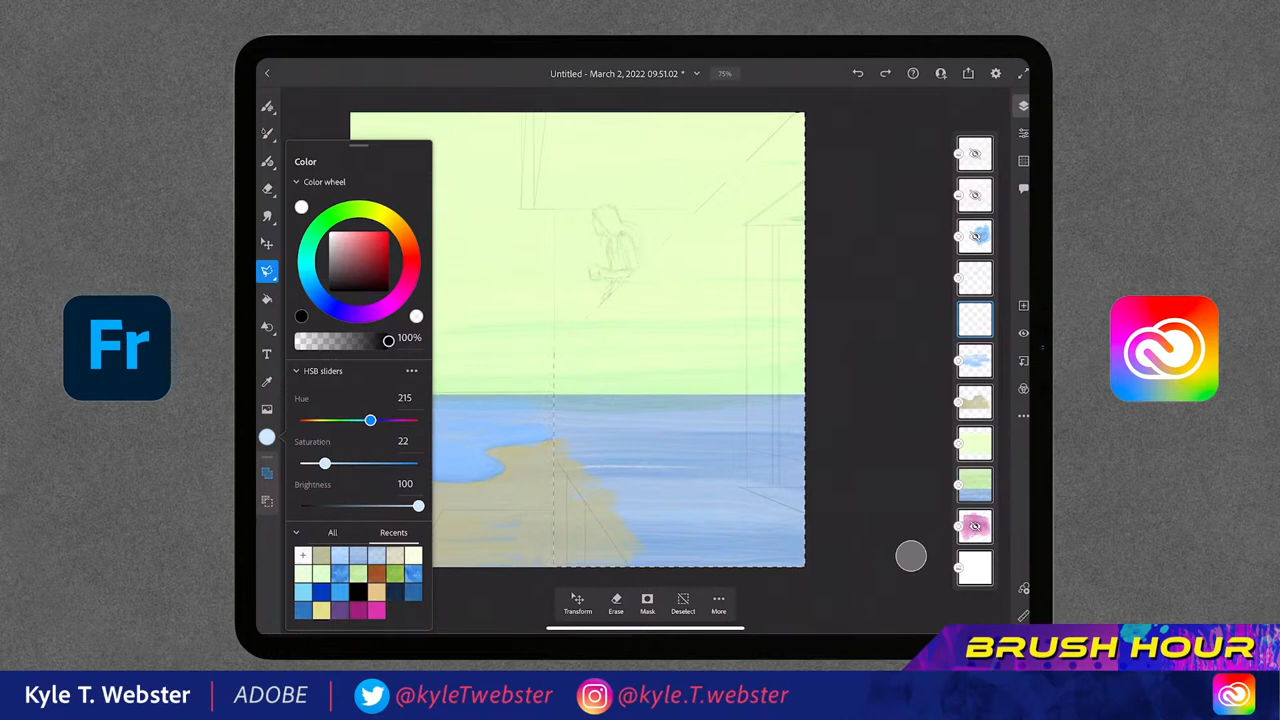 Untitled - March 2, 2022 09.51.02 *
75%
Color
Color wheel
100%
HSB sliders
Hue
215
Saturation
22
Brightness
100
All
Recents
Transform
Erase
Mask
Deselect
More
Fr
BRUSH HOUR
Kyle T. Webster | ADOBE | @kyleTwebster @kyle.T.webster